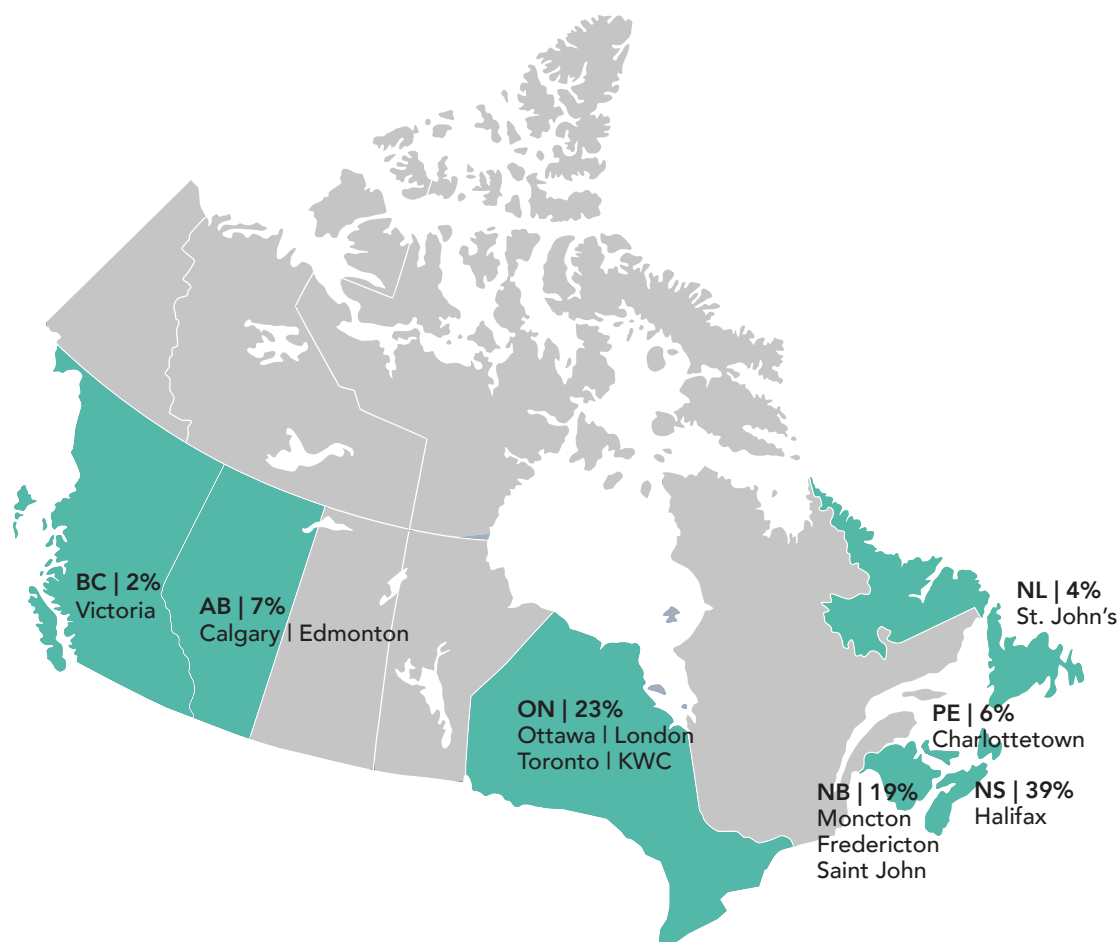 BC | 2%
Victoria
AB | 7%
Calgary | Edmonton
ON | 23%
Ottawa | London
Toronto | KWC
NL | 4%
St. John's
PE | 6%
Charlottetown
NB | 19%
Moncton
Fredericton
Saint John
NS | 39%
Halifax